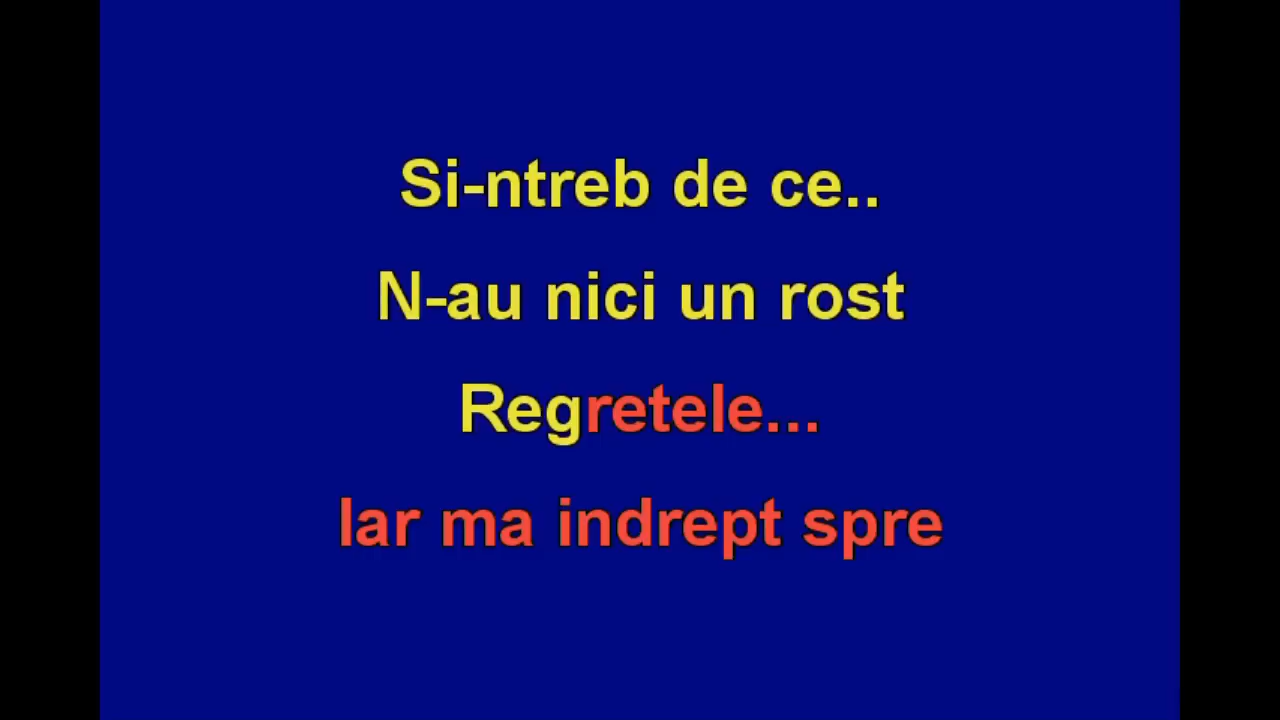 Si-ntreb de ce..
N-au nici un rost
Regretele...
Iar ma indrept spre